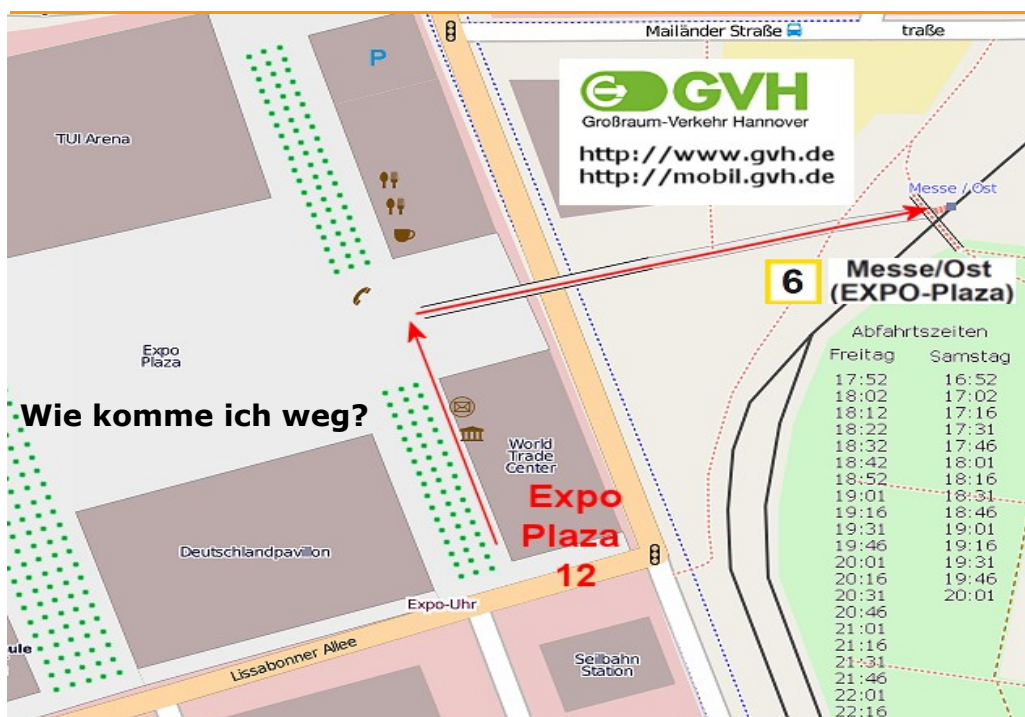 Mailänder Straße
traße
P
GVH
Großraum-Verkehr Hannover
http://www.gvh.de
http://mobil.gvh.de
TUI Arena
Messe / Ost
6
Messe/Ost
(EXPO-Plaza)
Abfahrtszeiten
Freitag Samstag
17:52 16:52
18:02 17:02
18:12 17:16
18:22 17:31
18:32 17:46
18:42 18:01
18:52 18:16
19:01 18:31
19:16 18:46
19:31 19:01
19:46 19:16
20:01 19:31
20:16 19:46
20:31 20:01
20:46
21:01
21:16
21:31
21:46
22:01
22:16
Expo
Plaza
Wie komme ich weg?
World
Trade
Center
Expo
Plaza
12
Deutschlandpavillon
Expo-Uhr
ule
Lissabonner Allee
Seilbahn
Station